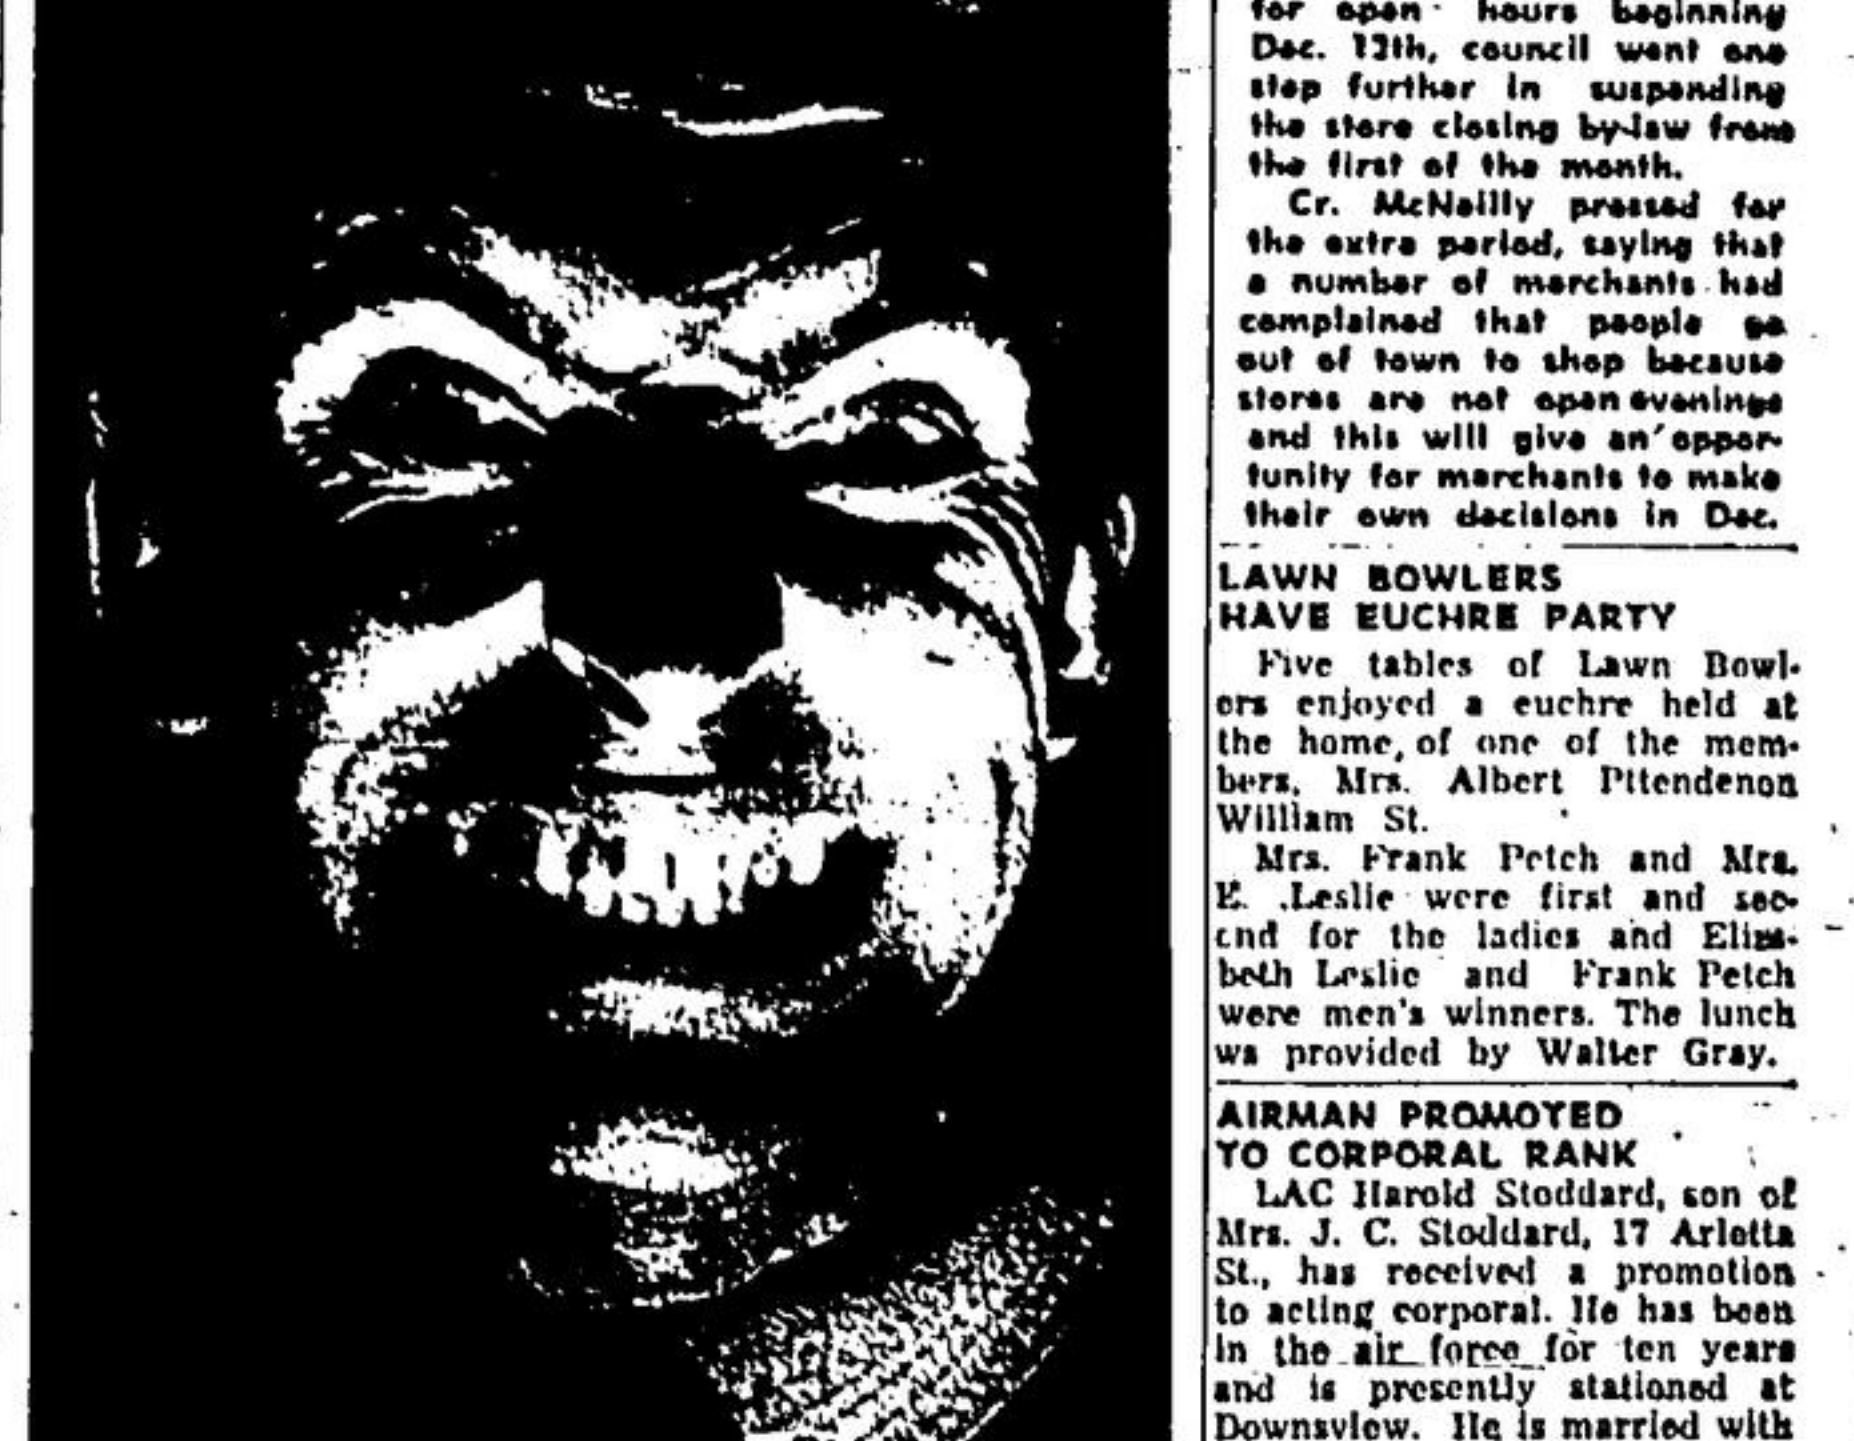 for open hours beginning
Dec. 12th, council went one
step further in suspending
the store closing by-law from
the first of the month.
Cr. McNeilly pressed for
the extra period, saying that
a number of merchants had
complained that people go
out of town to shop because
stores are not open evenings
and this will give an oppor-
tunity for merchants to make
their own decisions in Dec.
LAWN BOWLERS
HAVE EUCHRE PARTY
Five tables of Lawn Bowl-
ers enjoyed a euchre held at
the home, of one of the mem-
bers, Mrs. Albert Pittendenon
William St.
Mrs. Frank Petch and Mrs.
E. .Leslie were first and sec-
end for the ladies and Eliza-
beth Leslie and Frank Petch
were men's winners. The lunch
wa provided by Walter Gray.
AIRMAN PROMOTED
TO CORPORAL RANK
LAC Harold Stoddard, son of
Mrs. J. C. Stoddard, 17 Arletta
St., has received a promotion
to acting corporal. He has been
in the air force for ten years
and is presently stationed at
Downsview. He is married with